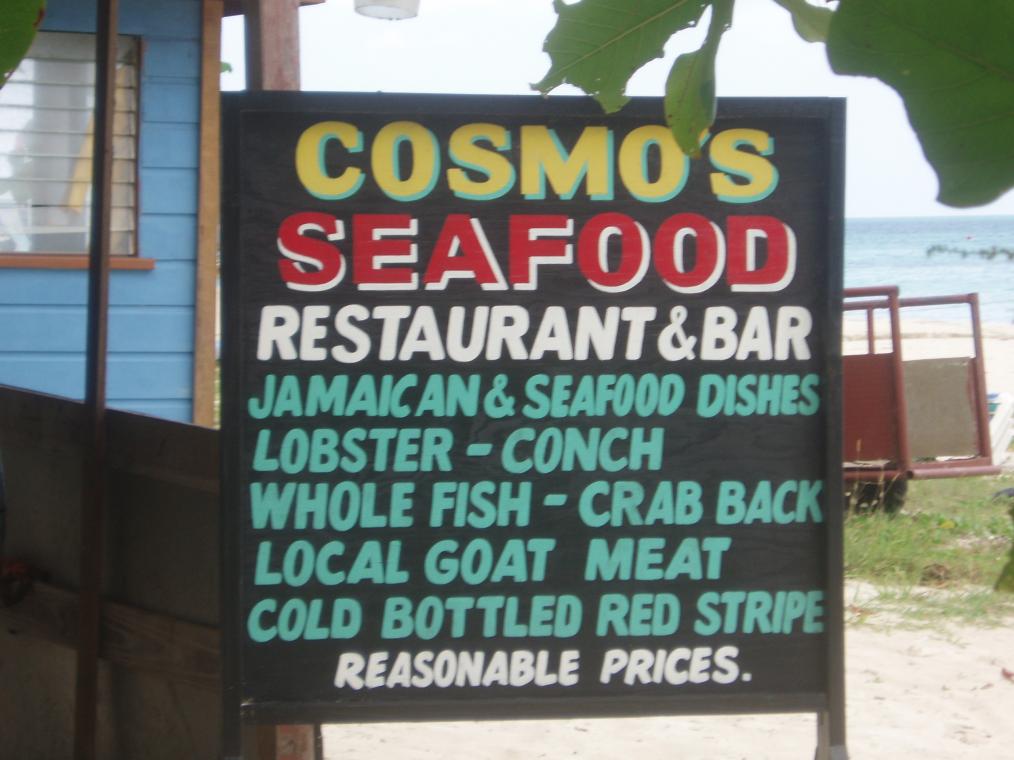 COSMO'S
SEAFOOD
RESTAURANT & BAR
JAMAICAN & SEAFOOD DISHES
LOBSTER - CONCH
WHOLE FISH - CRAB BACK
LOCAL GOAT MEAT
COLD BOTTLED RED STRIPE
REASONABLE PRICES.